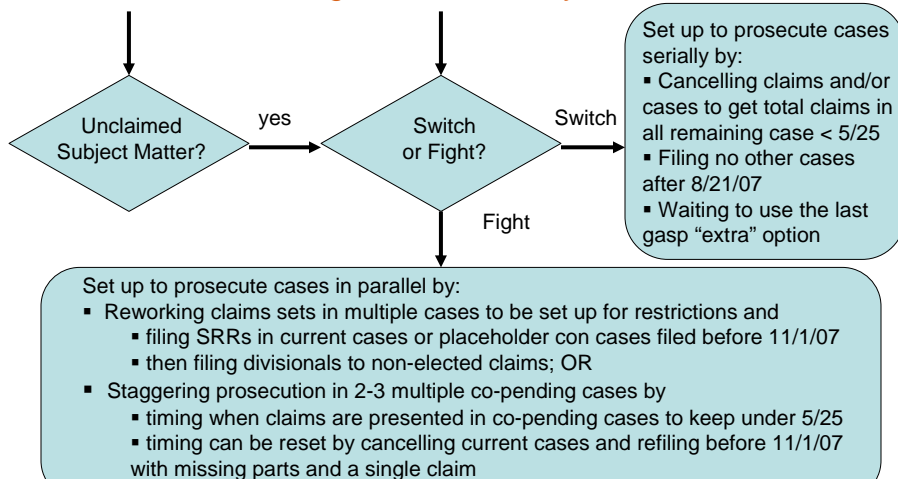 Unclaimed
Subject Matter?
yes
Switch
or Fight?
Switch
Set up to prosecute cases
serially by:
▪ Cancelling claims and/or
cases to get total claims in
all remaining case < 5/25
▪ Filing no other cases
after 8/21/07
▪ Waiting to use the last
gasp “extra” option
Fight
Set up to prosecute cases in parallel by:
▪ Reworking claims sets in multiple cases to be set up for restrictions and
▪ filing SRRs in current cases or placeholder con cases filed before 11/1/07
▪ then filing divisionals to non-elected claims; OR
▪ Staggering prosecution in 2-3 multiple co-pending cases by
▪ timing when claims are presented in co-pending cases to keep under 5/25
▪ timing can be reset by cancelling current cases and refiling before 11/1/07
with missing parts and a single claim